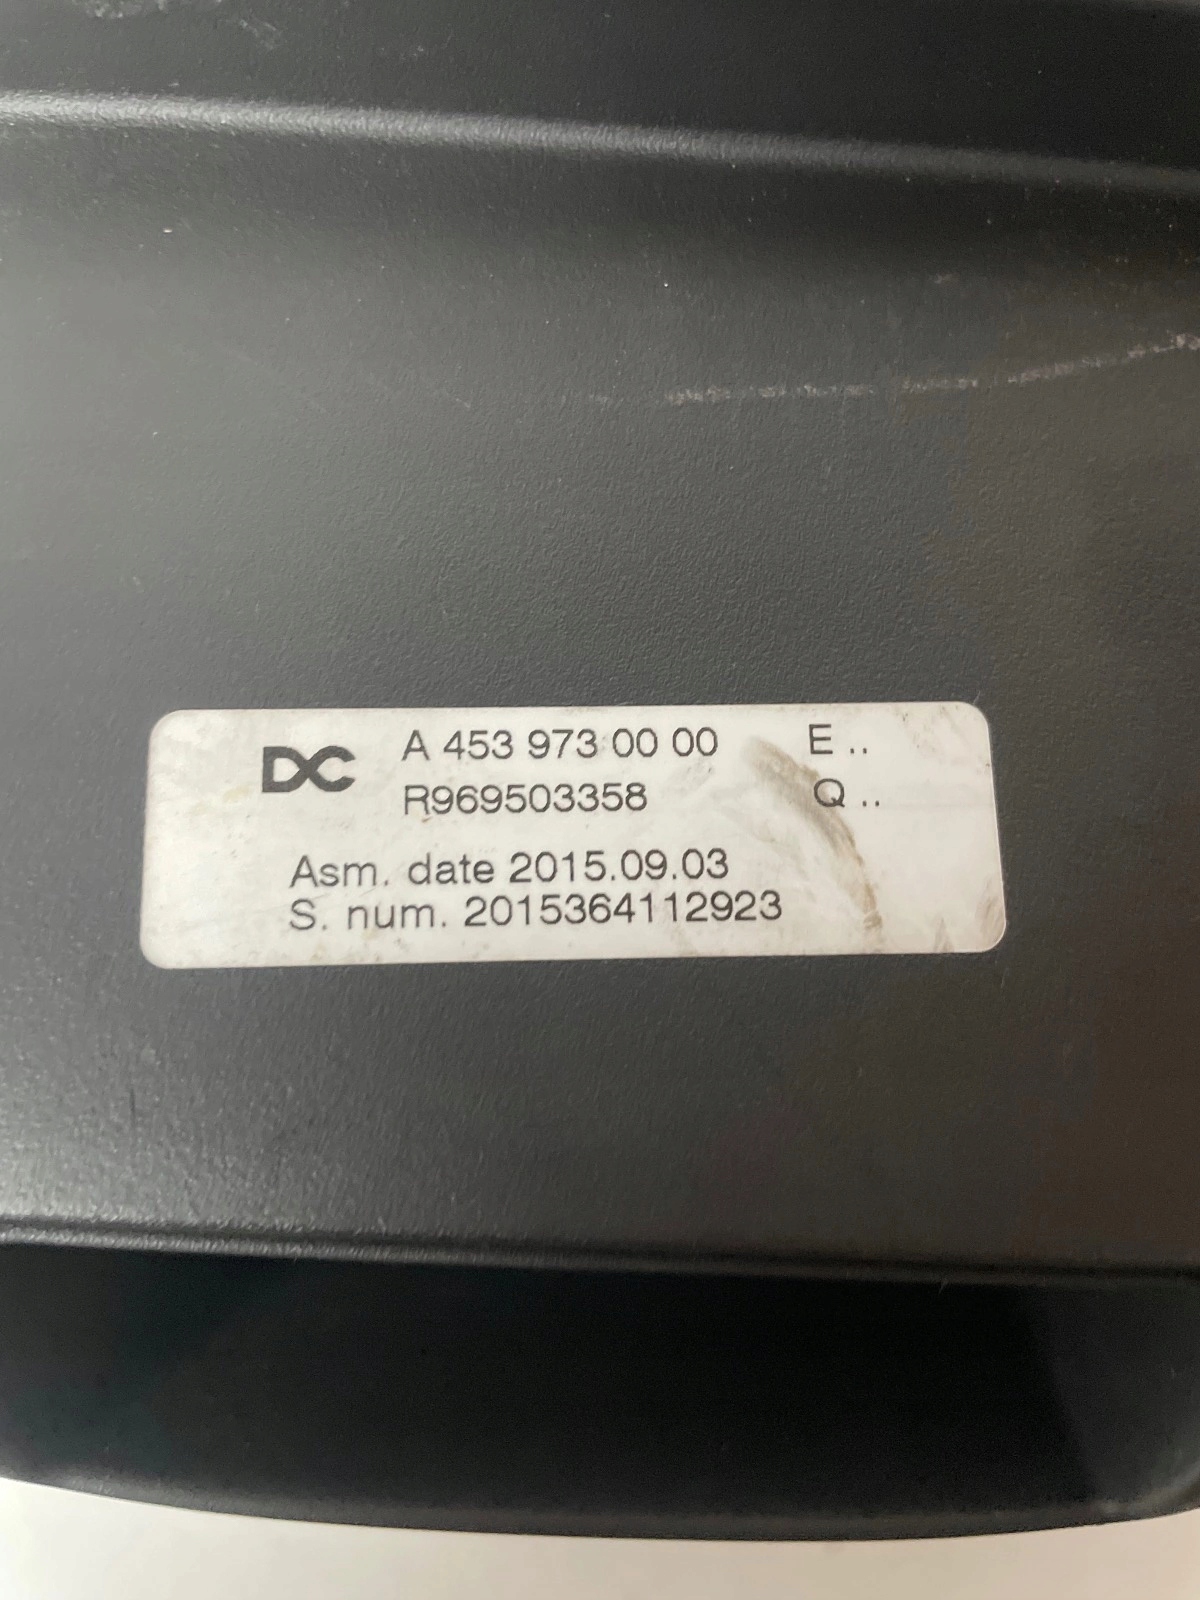 DC A 453 973 00 00 E ..
R969503358 Q ..
Asm. date 2015.09.03
S. num. 2015364112923